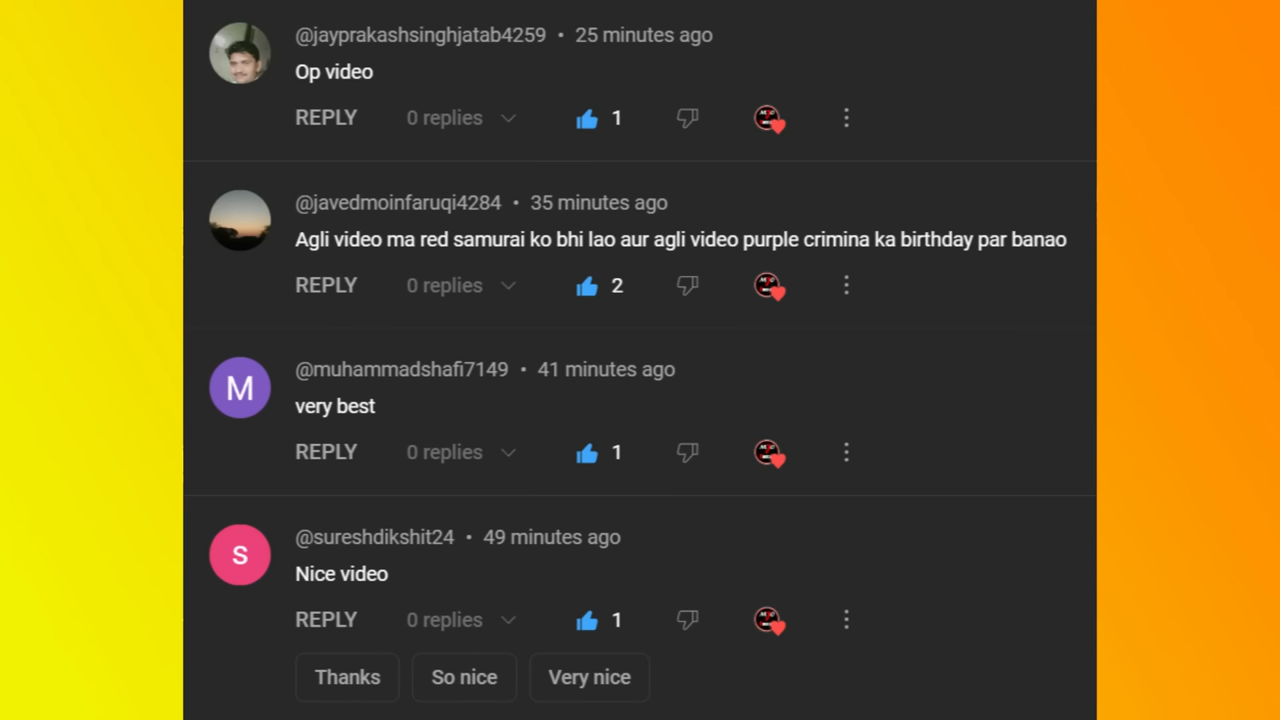 @jayprakashsinghjatab4259 • 25 minutes ago
Op video
REPLY 0 replies 1
@javedmoinfaruqi4284 • 35 minutes ago
Agli video ma red samurai ko bhi lao aur agli video purple crimina ka birthday par banao
REPLY 0 replies 2
@muhammadshafi7149 • 41 minutes ago
M
very best
REPLY 0 replies 1
@sureshdikshit24 • 49 minutes ago
S
Nice video
REPLY 0 replies 1
Thanks So nice Very nice